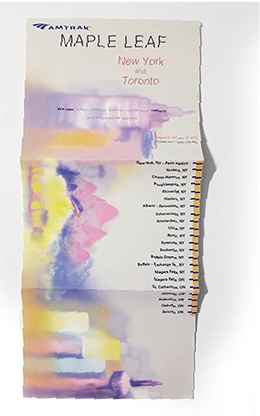 AMTRAK
MAPLE LEAF
New York
and
Toronto
NEW YORK
TORONTO
New York, NY - Penn Station
Yonkers, NY
Croton-Harmon, NY
Poughkeepsie, NY
Rhinecliff, NY
Hudson, NY
Albany - Rensselaer, NY
Schenectady, NY
Amsterdam, NY
Utica, NY
Rome, NY
Syracuse, NY
Rochester, NY
Buffalo-Depew, NY
Buffalo - Exchange St., NY
Niagara Falls, NY
Niagara Falls, ON
St. Catharines, ON
Grimsby, ON
Aldershot, ON
Oakville, ON
Toronto, ON